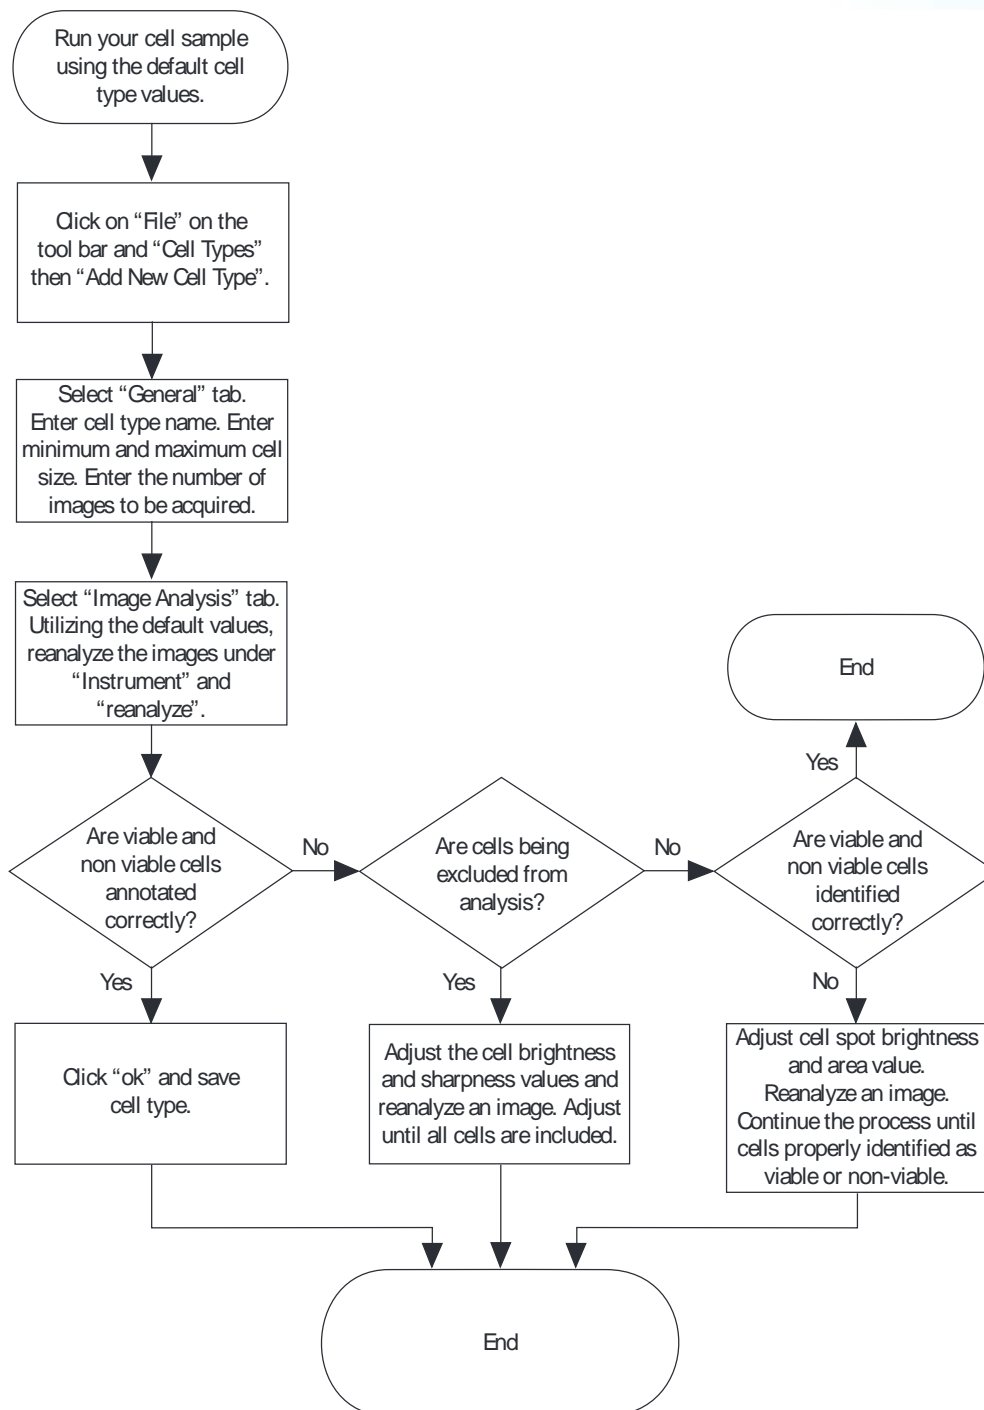 Run your cell sample
using the default cell
type values.
Click on “File” on the
tool bar and “Cell Types”
then “Add New Cell Type”.
Select “General” tab.
Enter cell type name. Enter
minimum and maximum cell
size. Enter the number of
images to be acquired.
Select “Image Analysis” tab.
Utilizing the default values,
reanalyze the images under
“Instrument” and
“reanalyze”.
End
Yes
Are viable and
non viable cells
annotated
correctly?
No
Are cells being
excluded from
analysis?
No
Are viable and
non viable cells
identified
correctly?
Yes
Yes
No
Click “ok” and save
cell type.
Adjust the cell brightness
and sharpness values and
reanalyze an image. Adjust
until all cells are included.
Adjust cell spot brightness
and area value.
Reanalyze an image.
Continue the process until
cells properly identified as
viable or non-viable.
End